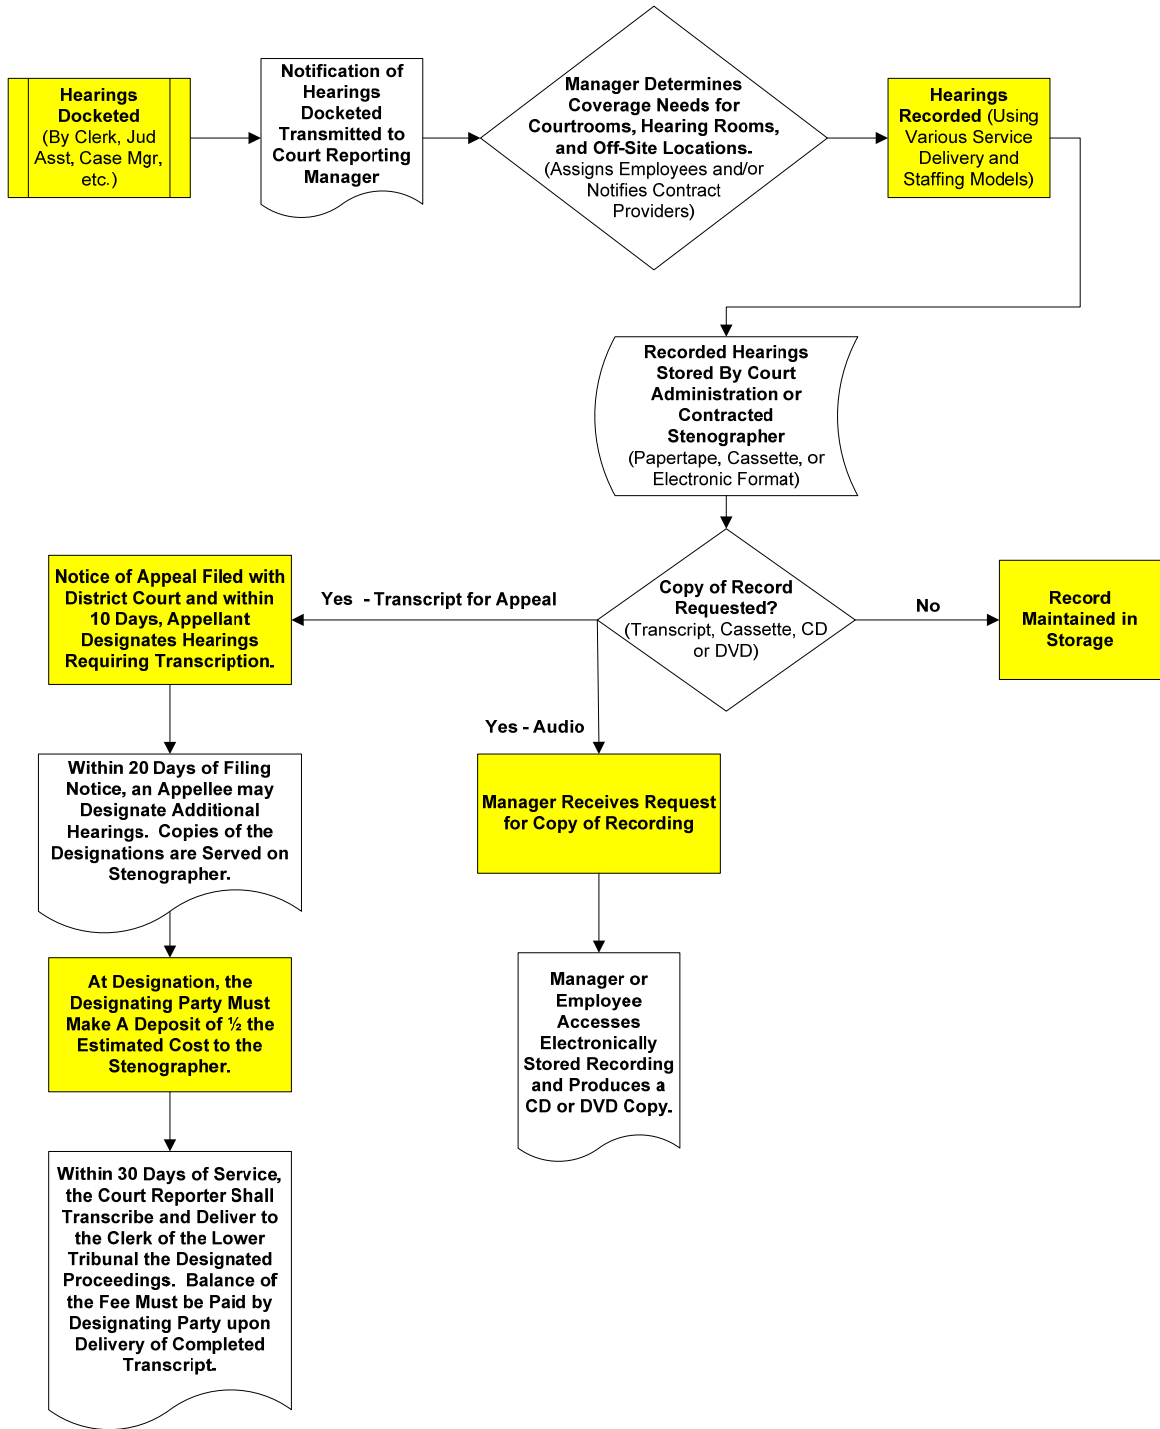 Hearings
Docketed
(By Clerk, Jud
Asst, Case Mgr,
etc.)
Notification of
Hearings
Docketed
Transmitted to
Court Reporting
Manager
Manager Determines
Coverage Needs for
Courtrooms, Hearing Rooms,
and Off-Site Locations.
(Assigns Employees and/or
Notifies Contract
Providers)
Hearings
Recorded (Using
Various Service
Delivery and
Staffing Models)
Recorded Hearings
Stored By Court
Administration or
Contracted
Stenographer
(Papertape, Cassette, or
Electronic Format)
Copy of Record
Requested?
(Transcript, Cassette, CD
or DVD)
No
Record
Maintained in
Storage
Yes - Transcript for Appeal
Notice of Appeal Filed with
District Court and within
10 Days, Appellant
Designates Hearings
Requiring Transcription.
Within 20 Days of Filing
Notice, an Appellee may
Designate Additional
Hearings. Copies of the
Designations are Served on
Stenographer.
At Designation, the
Designating Party Must
Make A Deposit of ½ the
Estimated Cost to the
Stenographer.
Within 30 Days of Service,
the Court Reporter Shall
Transcribe and Deliver to
the Clerk of the Lower
Tribunal the Designated
Proceedings. Balance of
the Fee Must be Paid by
Designating Party upon
Delivery of Completed
Transcript.
Yes - Audio
Manager Receives Request
for Copy of Recording
Manager or
Employee
Accesses
Electronically
Stored Recording
and Produces a
CD or DVD Copy.